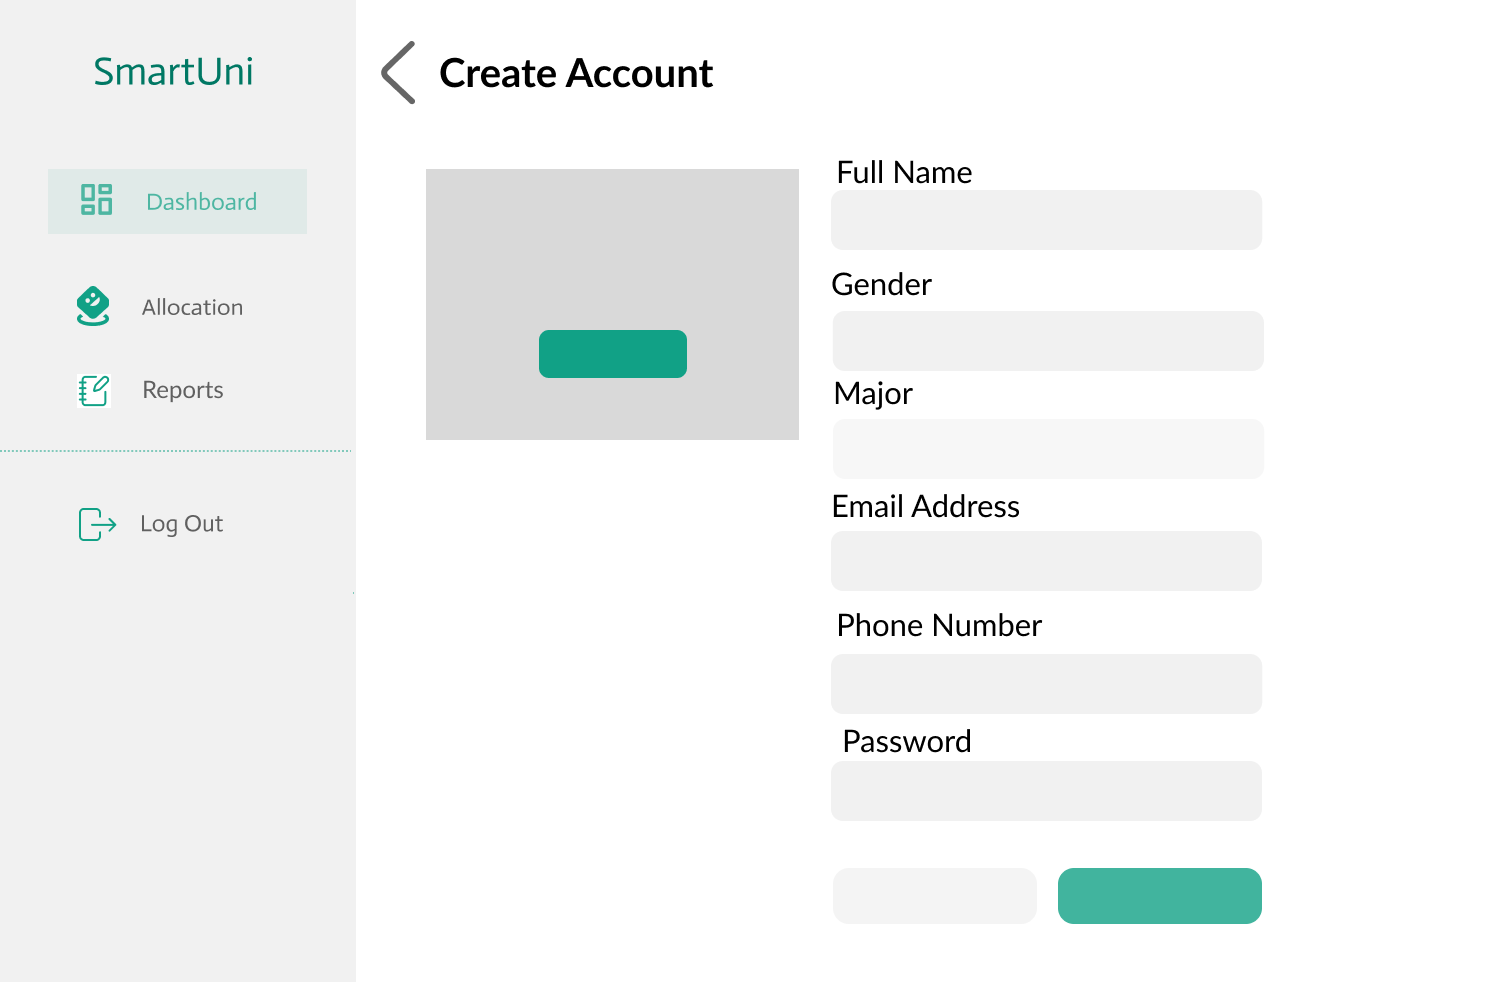 SmartUni
Dashboard
Allocation
Reports
Log Out
Create Account
Full Name
Gender
Major
Email Address
Phone Number
Password